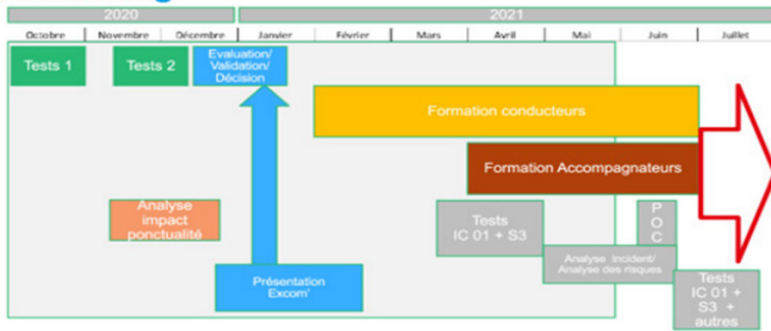 2020 2021
Octobre Novembre Décembre Janvier Février Mars Avril Mai Juin Juillet
Tests 1
Tests 2
Evaluation/
Validation/
Décision
Formation conducteurs
Formation Accompagnateurs
Analyse
impact
ponctualité
Tests
IC 01 + S3
P
O
C
Analyse incident/
Analyse des risques
Présentation
Excom'
Tests
IC 01 +
S3 +
autres